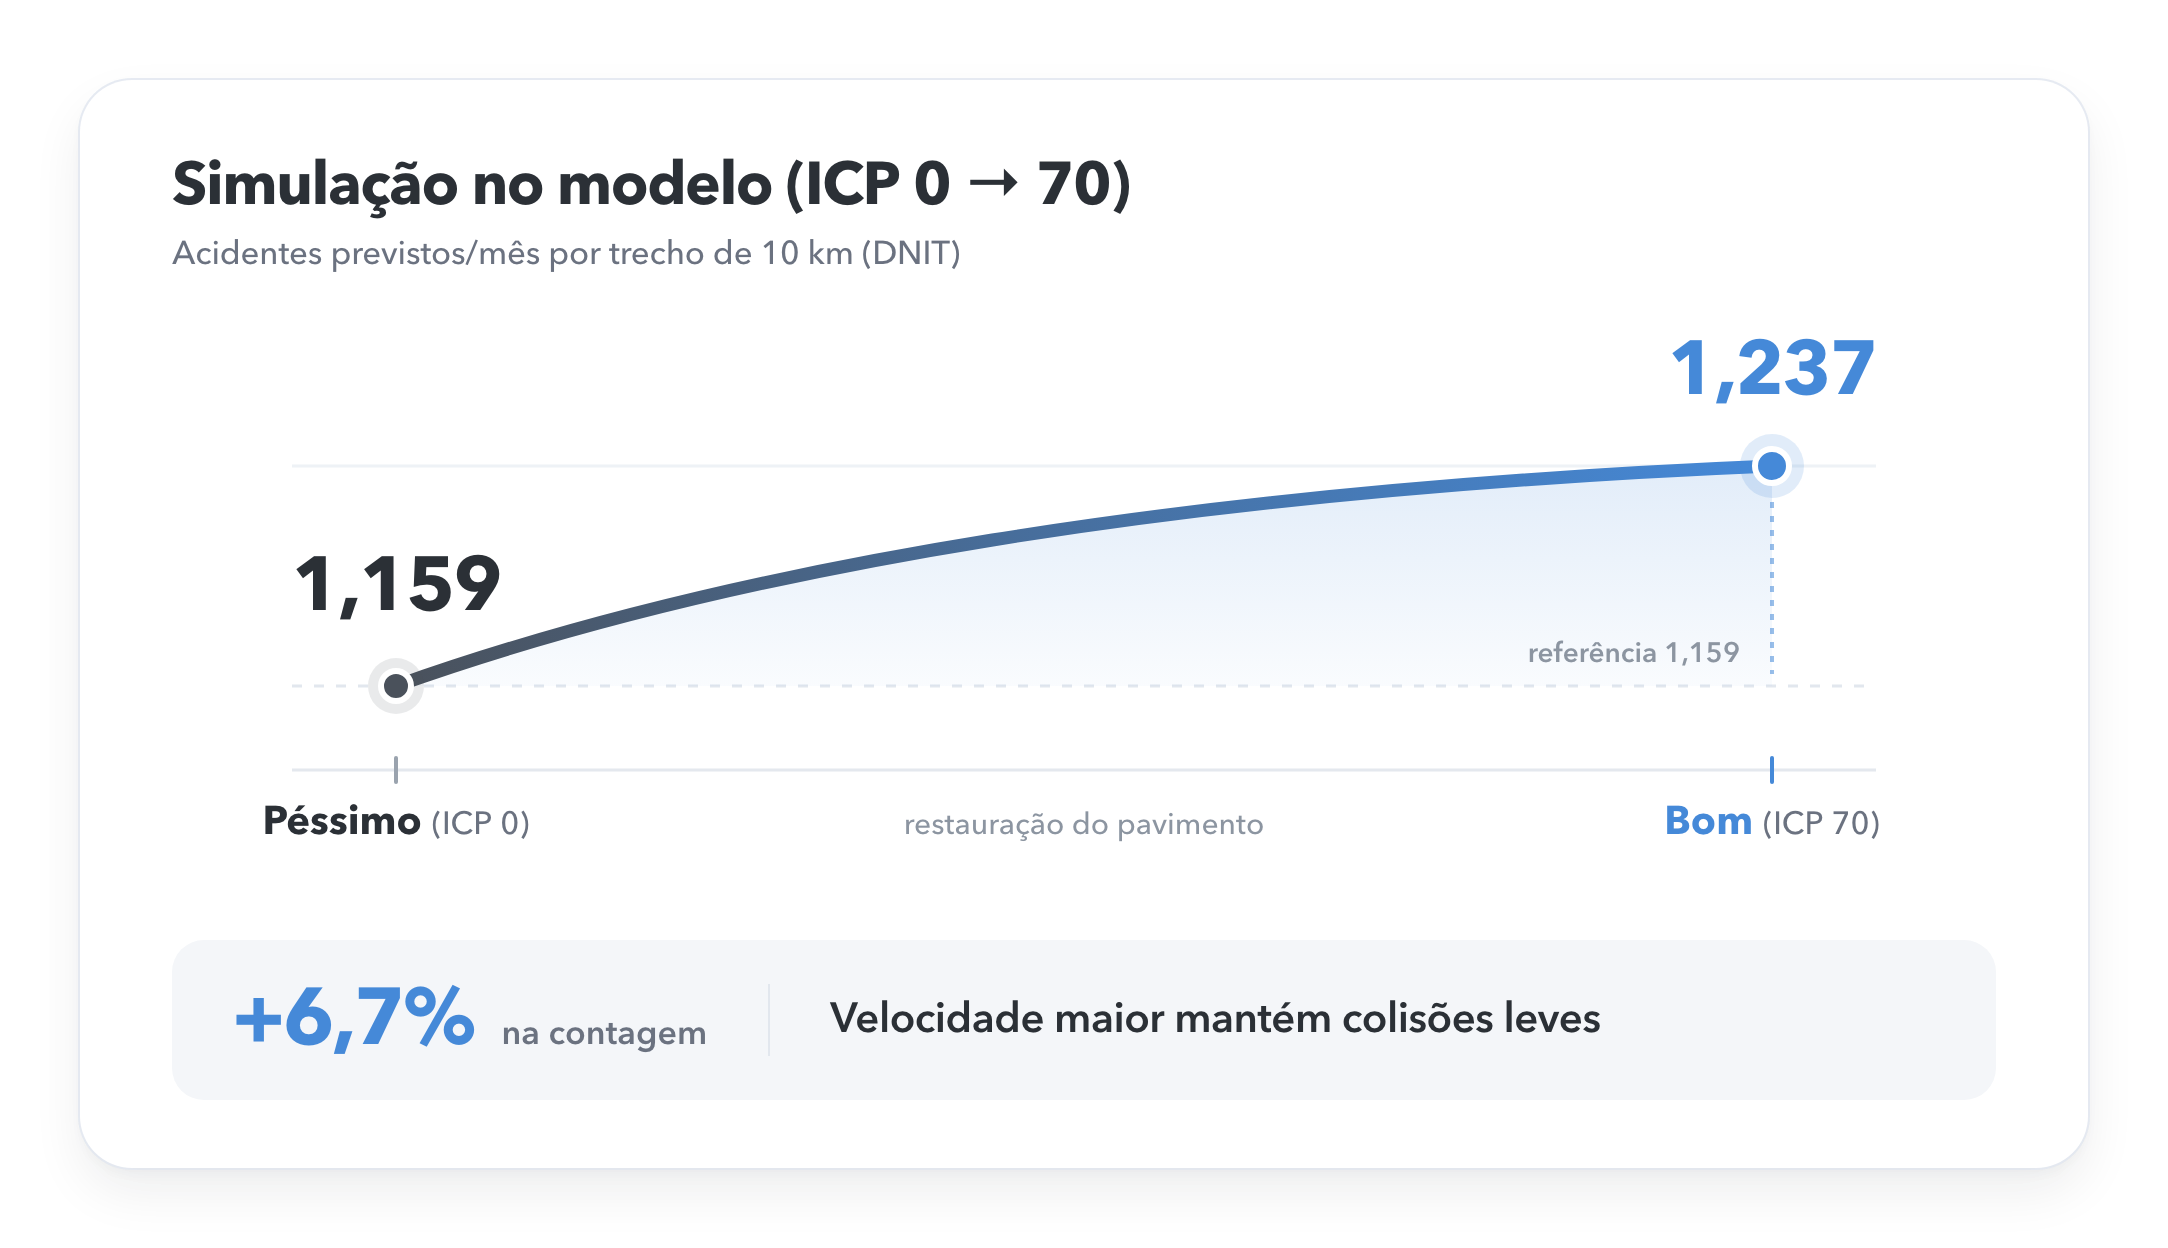 Simulação no modelo (ICP 0 → 70)
Acidentes previstos/mês por trecho de 10 km (DNIT)
1,237
1,159
referência 1,159
Péssimo (ICP 0)
restauração do pavimento
Bom (ICP 70)
+6,7% na contagem
Velocidade maior mantém colisões leves